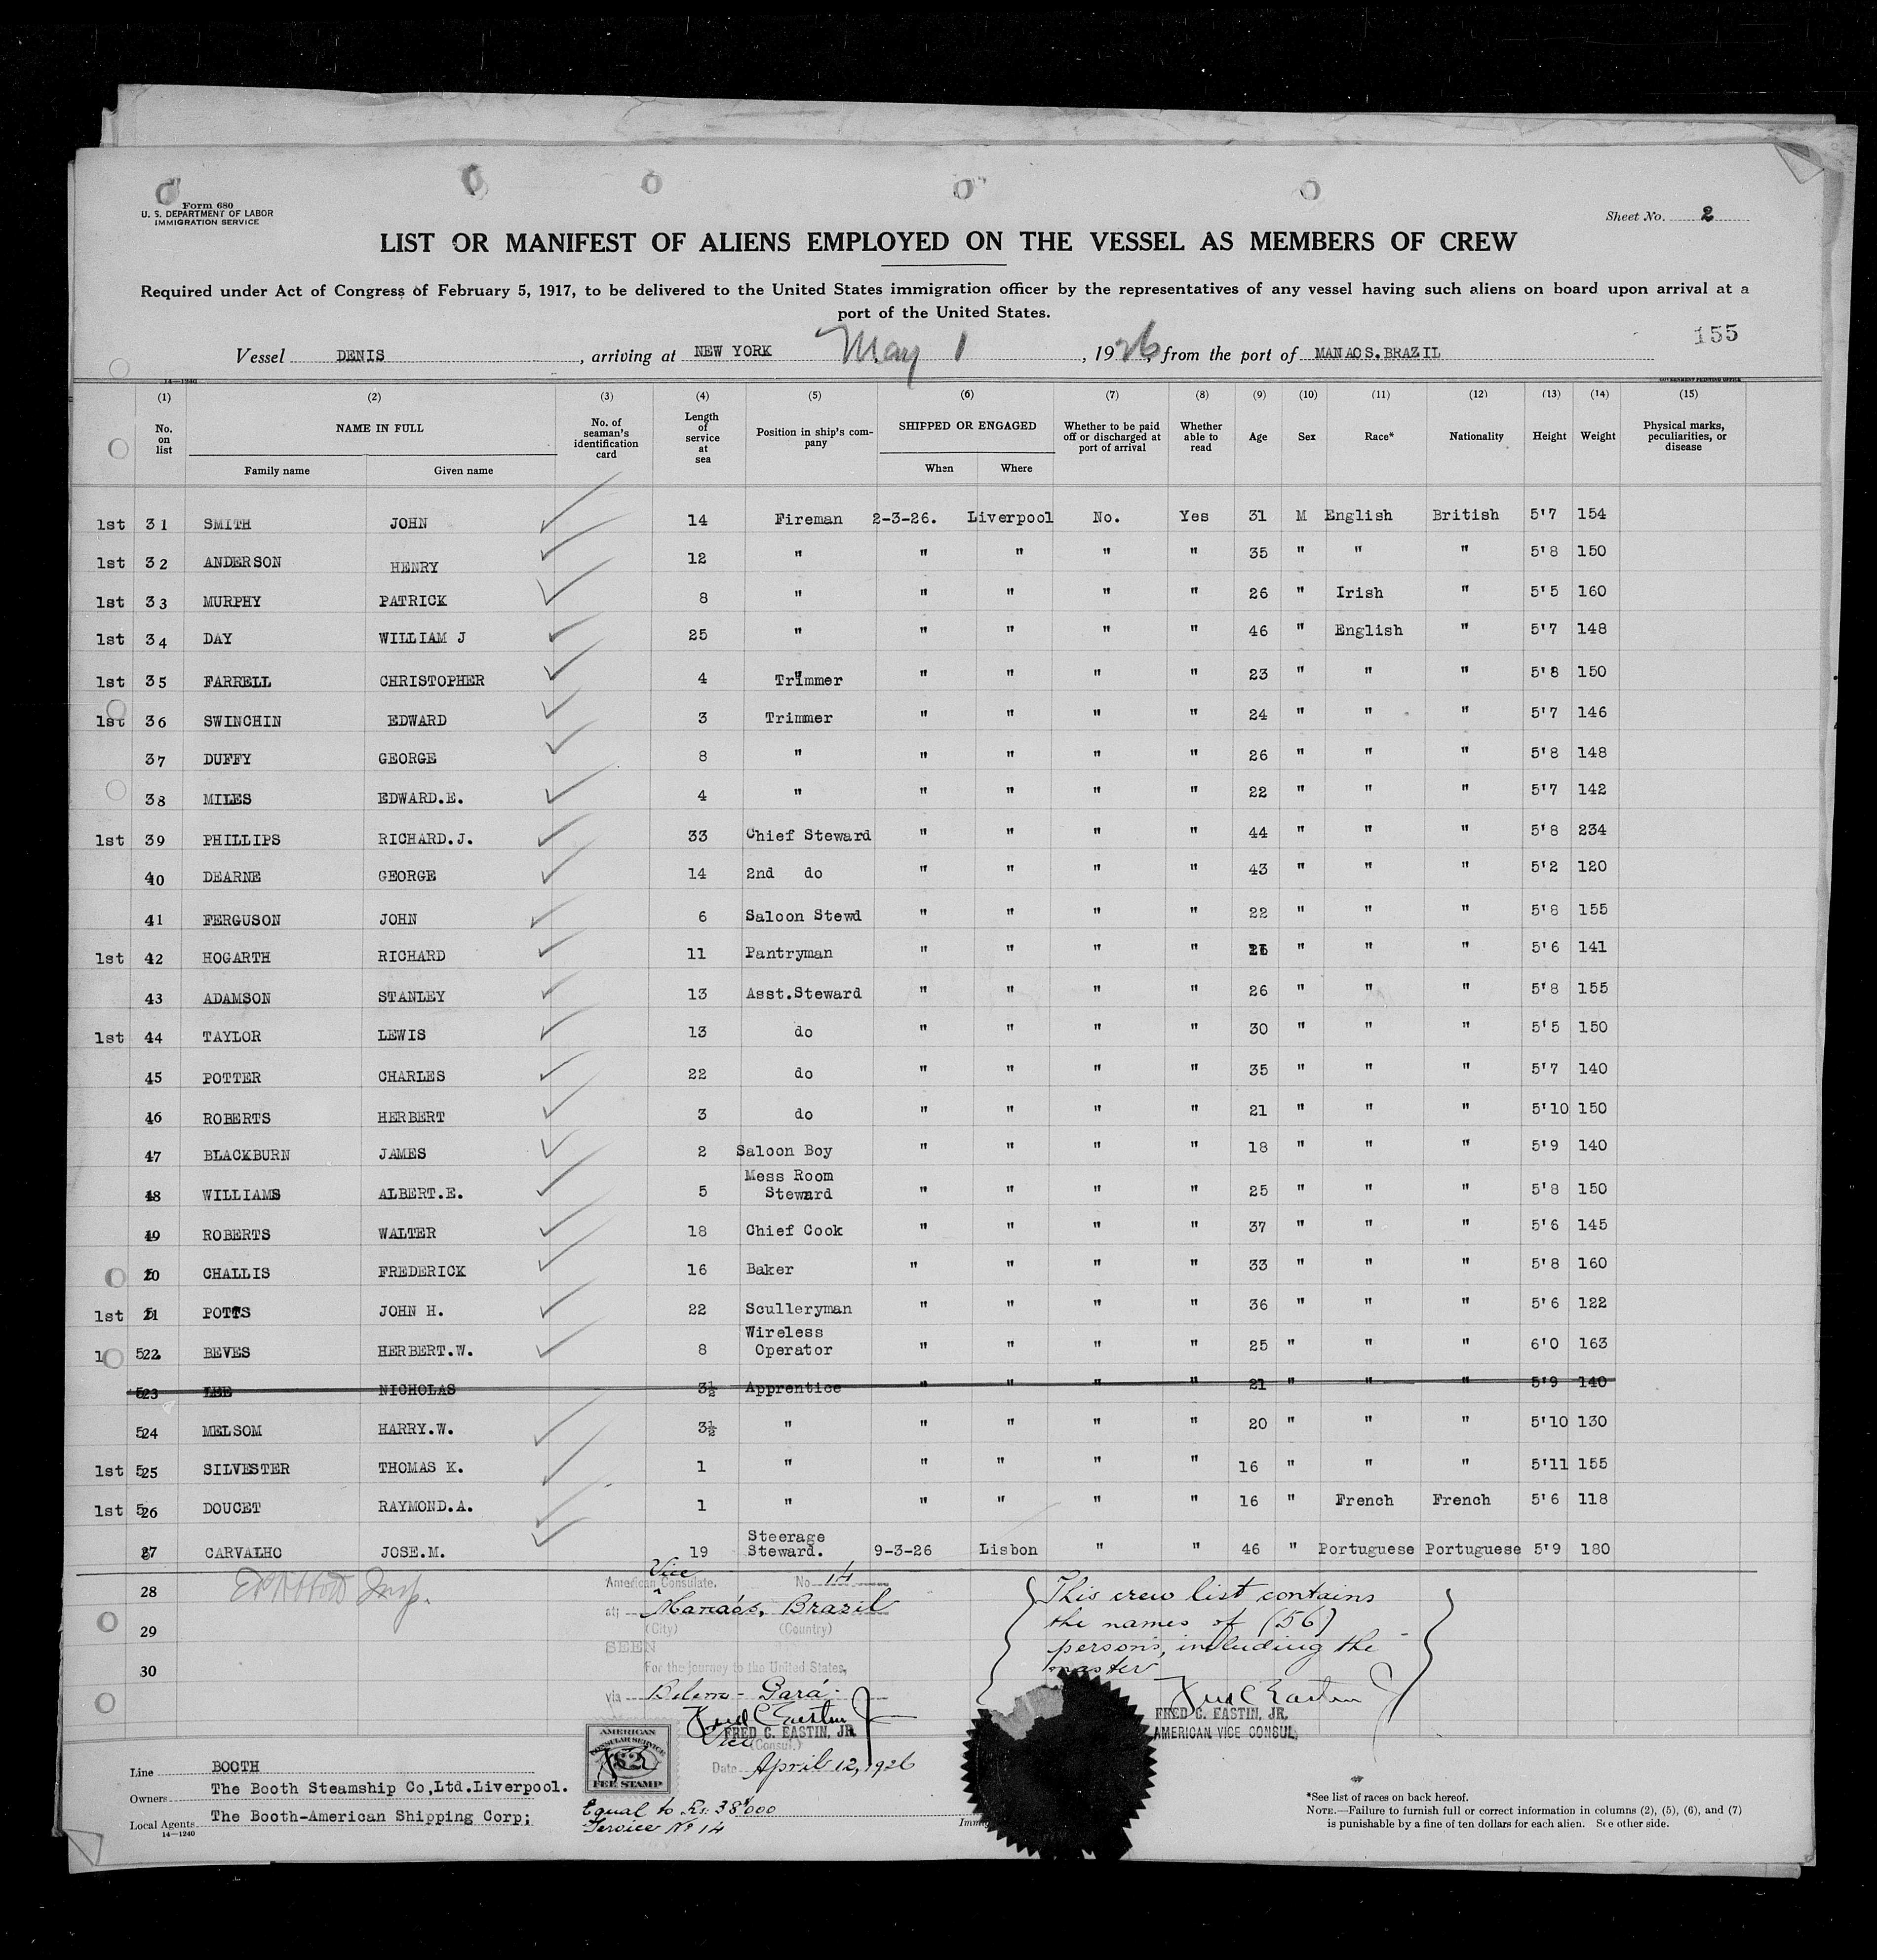 Form 680
U. S. DEPARTMENT OF LABOR
IMMIGRATION SERVICE
Sheet No. 2
LIST OR MANIFEST OF ALIENS EMPLOYED ON THE VESSEL AS MEMBERS OF CREW
Required under Act of Congress of February 5, 1917, to be delivered to the United States immigration officer by the representatives of any vessel having such aliens on board upon arrival at a
port of the United States.
155
Vessel DENIS, arriving at NEW YORK May 1, 1926, from the port of MANAOS. BRAZIL
14—1240 GOVERNMENT PRINTING OFFICE
(1) (2) (3) (4) (5) (6) (7) (8) (9) (10) (11) (12) (13) (14) (15)
No. on list NAME IN FULL No. of seaman's identification card Length of service at sea Position in ship's company SHIPPED OR ENGAGED Whether to be paid off or discharged at port of arrival Whether able to read Age Sex Race* Nationality Height Weight Physical marks, peculiarities, or disease
Family name Given name When Where
1st 31 SMITH JOHN 14 Fireman 2-3-26. Liverpool No. Yes 31 M English British 5'7 154
1st 32 ANDERSON HENRY 12 " " " " " 35 " " " 5'8 150
1st 33 MURPHY PATRICK 8 " " " " " 26 " Irish " 5'5 160
1st 34 DAY WILLIAM J 25 " " " " " 46 " English " 5'7 148
1st 35 FARRELL CHRISTOPHER 4 Trimmer " " " " 23 " " " 5'8 150
1st 36 SWINCHIN EDWARD 3 Trimmer " " " " 24 " " " 5'7 146
37 DUFFY GEORGE 8 " " " " " 26 " " " 5'8 148
38 MILES EDWARD.E. 4 " " " " " 22 " " " 5'7 142
1st 39 PHILLIPS RICHARD.J. 33 Chief Steward " " " " 44 " " " 5'8 234
40 DEARNE GEORGE 14 2nd do " " " " 43 " " " 5'2 120
41 FERGUSON JOHN 6 Saloon Stewd " " " " 22 " " " 5'8 155
1st 42 HOGARTH RICHARD 11 Pantryman " " " " " " " 5'6 141
43 ADAMSON STANLEY 13 Asst.Steward " " " " 26 " " " 5'8 155
1st 44 TAYLOR LEWIS 13 do " " " " 30 " " " 5'5 150
45 POTTER CHARLES 22 do " " " " 35 " " " 5'7 140
46 ROBERTS HERBERT 3 do " " " " 21 " " " 5'10 150
47 BLACKBURN JAMES 2 Saloon Boy " " " " 18 " " " 5'9 140
48 WILLIAMS ALBERT.E. 5 Mess Room Steward " " " " 25 " " " 5'8 150
49 ROBERTS WALTER 18 Chief Cook " " " " 37 " " " 5'6 145
50 CHALLIS FREDERICK 16 Baker " " " " 33 " " " 5'8 160
1st 51 POTTS JOHN H. 22 Sculleryman " " " " 36 " " " 5'6 122
1 522 BEVES HERBERT.W. 8 Wireless Operator " " " " 25 " " " 6'0 163
523 LEE NICHOLAS 3½ Apprentice " " " " 21 " " " 5'9 140
524 MELSOM HARRY.W. 3½ " " " " " 20 " " " 5'10 130
1st 525 SILVESTER THOMAS K. 1 " " " " " 16 " " " 5'11 155
1st 526 DOUCET RAYMOND.A. 1 " " " " " 16 " French French 5'6 118
27 CARVALHO JOSE.M. 19 Steerage Steward. 9-3-26 Lisbon " " 46 " Portuguese Portuguese 5'9 180
28
29
30
Vice
American Consulate. No 14
at: Manáos, Brazil
(City) (Country)
SEEN
For the journey to the United States,
via Belem - Pará
Fred C Eastin Jr
FRED C. EASTIN, JR.
Vice (Consul.)
Date April 12, 1926
This crew list contains
the names of (56)
persons, including the
master
Fred C Eastin Jr
FRED C. EASTIN, JR.
AMERICAN VICE CONSUL
AMERICAN
CONSULAR SERVICE
$2
FEE STAMP
Equal to Rs. 38$000
Service Nº 14
Line BOOTH
Owners The Booth Steamship Co,Ltd.Liverpool.
Local Agents The Booth-American Shipping Corp;
14—1240
*See list of races on back hereof.
NOTE.—Failure to furnish full or correct information in columns (2), (5), (6), and (7)
is punishable by a fine of ten dollars for each alien. See other side.